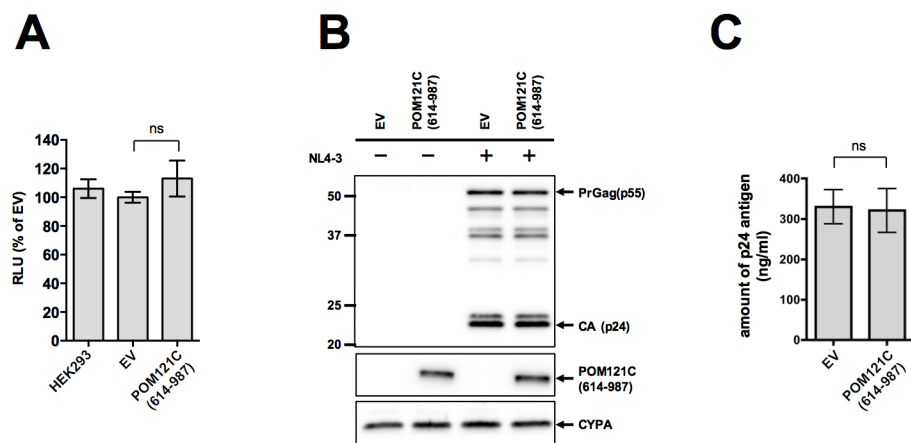 A
B
C
RLU (% of EV)
140
120
100
80
60
40
20
0
ns
HEK293
EV
POM121C
(614-987)
EV
POM121C
(614-987)
EV
POM121C
(614-987)
NL4-3
−
−
+
+
50
37
25
20
PrGag(p55)
CA (p24)
POM121C
(614-987)
CYPA
amount of p24 antigen
(ng/ml)
400
300
200
100
0
ns
EV
POM121C
(614-987)